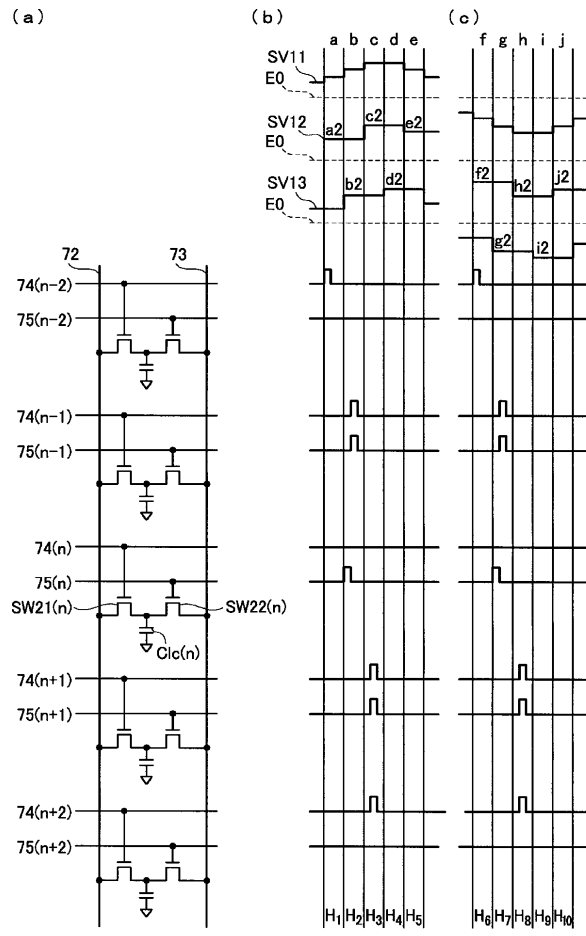 (a)
(b)
(c)
a b c d e
f g h i j
SV11
E0
SV12
a2
c2
e2
E0
SV13
b2
d2
E0
f2
h2
j2
g2
i2
72
73
74(n-2)
75(n-2)
74(n-1)
75(n-1)
74(n)
75(n)
SW21(n)
SW22(n)
Clc(n)
74(n+1)
75(n+1)
74(n+2)
75(n+2)
H1 H2 H3 H4 H5
H6 H7 H8 H9 H10